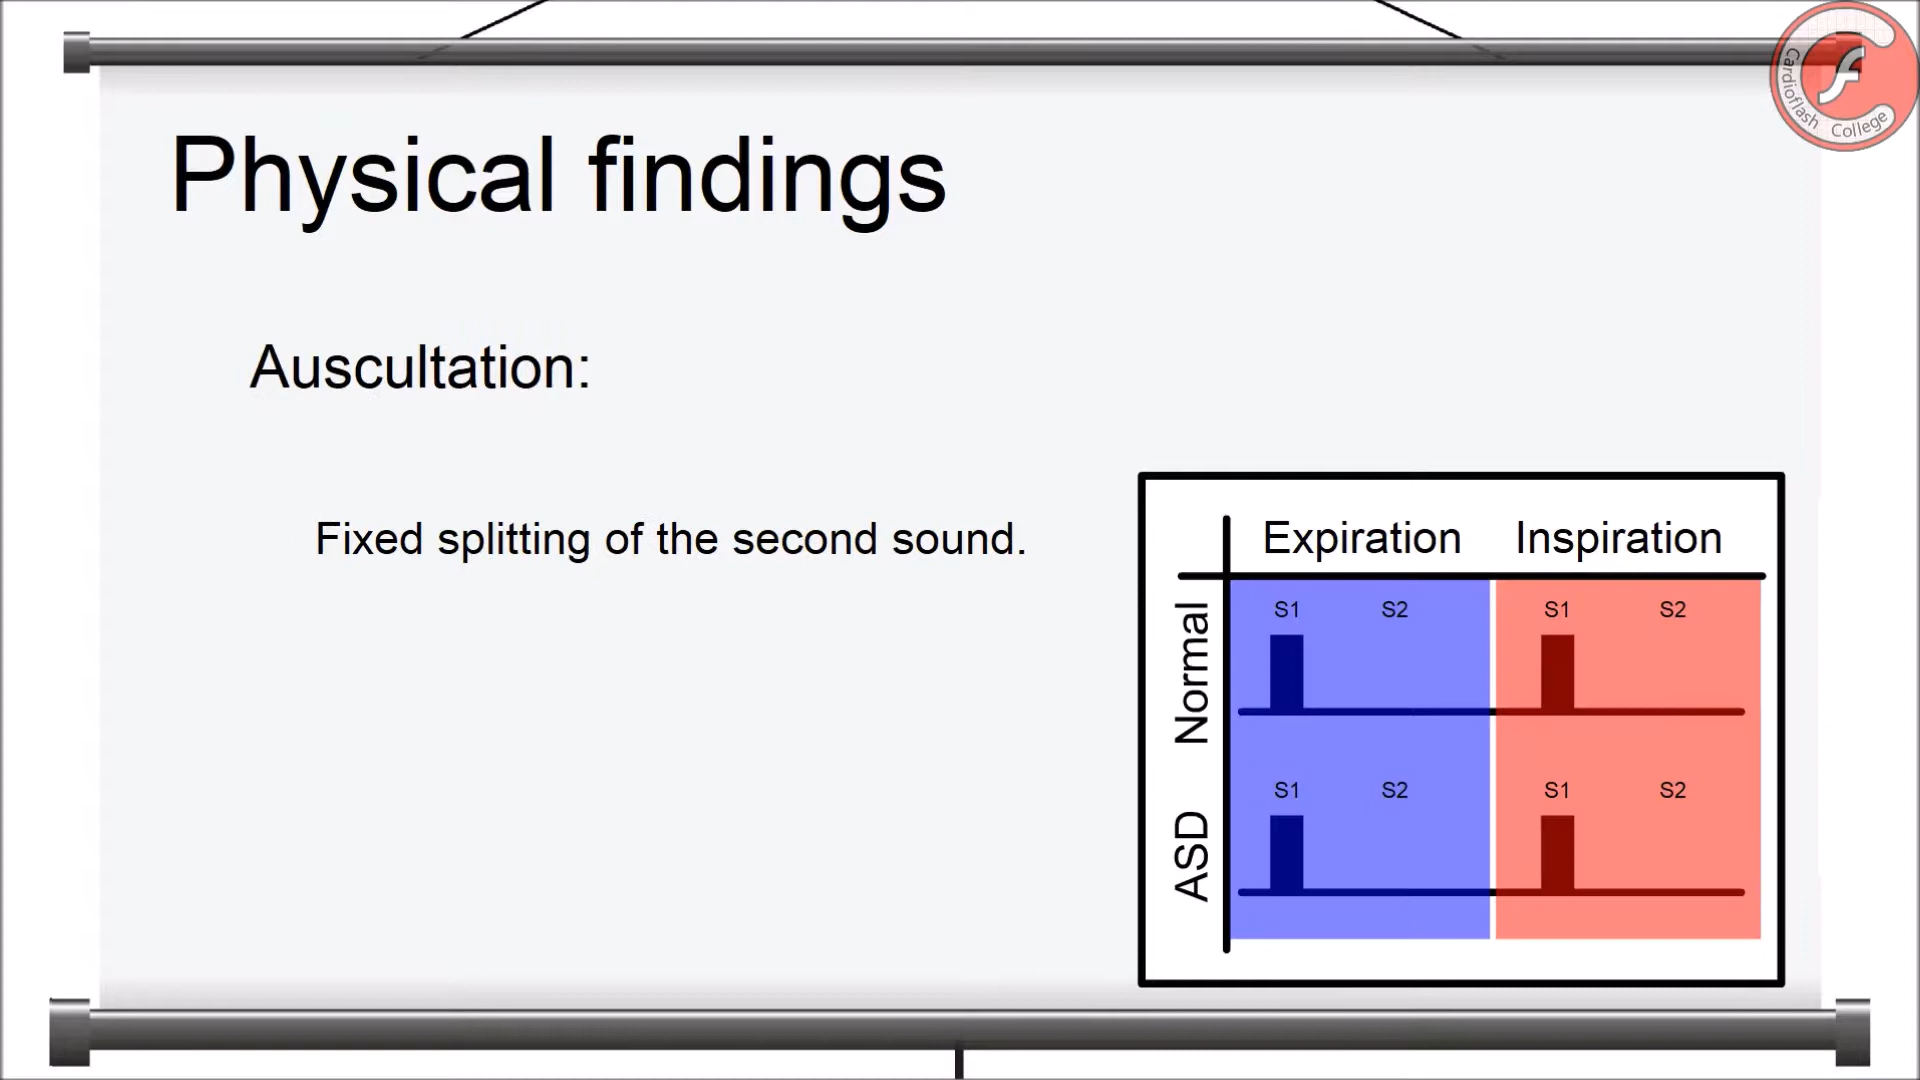 Cardioflash College
Physical findings
Auscultation:
Fixed splitting of the second sound.
Expiration Inspiration
Normal
S1 S2 S1 S2
ASD
S1 S2 S1 S2